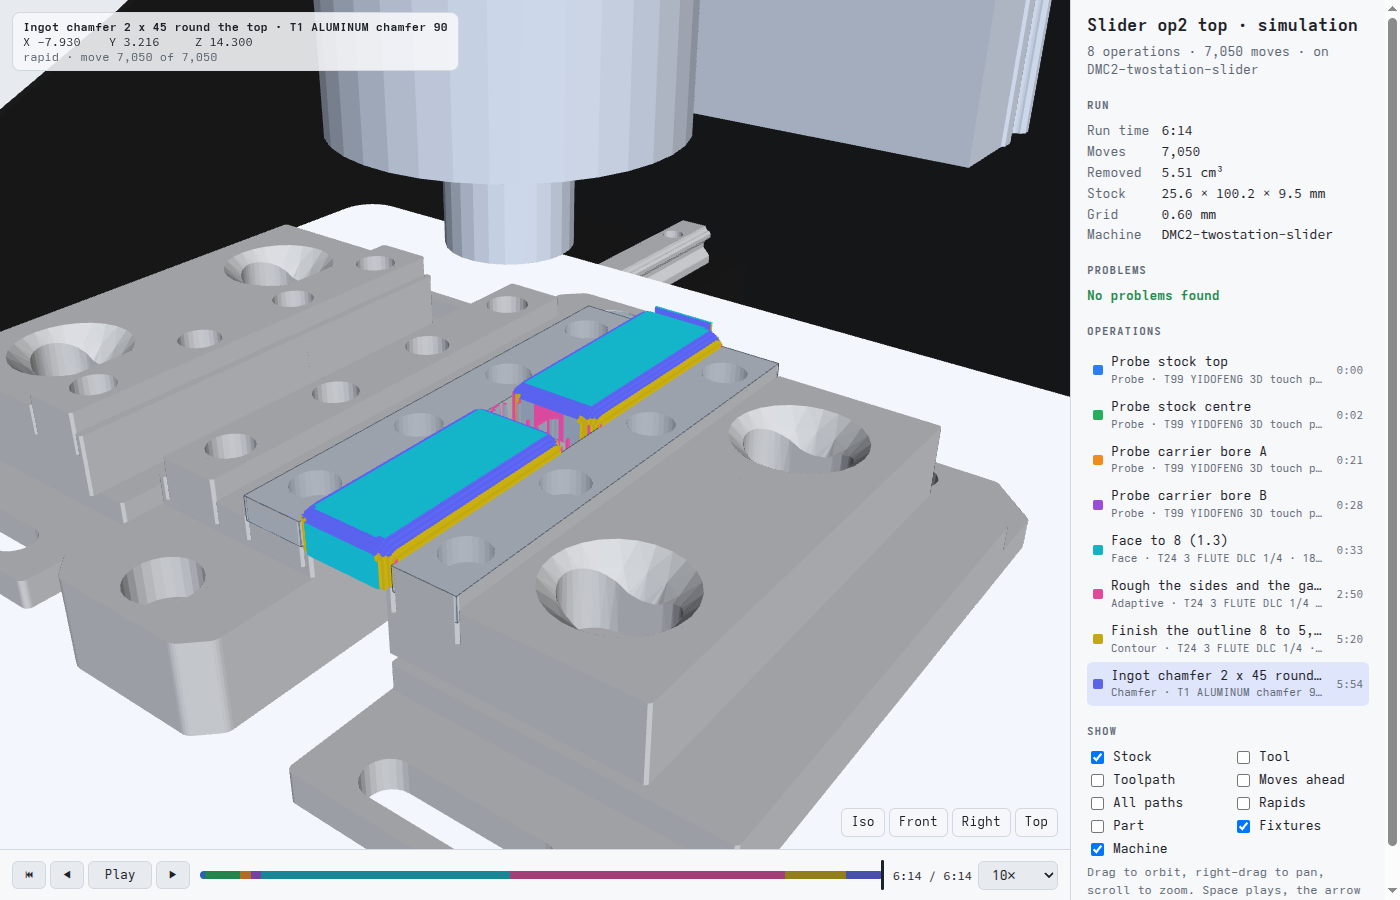 Ingot chamfer 2 x 45 round the top · T1 ALUMINUM chamfer 90
X -7.930 Y 3.216 Z 14.300
rapid · move 7,050 of 7,050
Slider op2 top · simulation
8 operations · 7,050 moves · on
DMC2-twostation-slider
RUN
Run time 6:14
Moves 7,050
Removed 5.51 cm³
Stock 25.6 × 100.2 × 9.5 mm
Grid 0.60 mm
Machine DMC2-twostation-slider
PROBLEMS
No problems found
OPERATIONS
Probe stock top
Probe · T99 YIDOFENG 3D touch p… 0:00
Probe stock centre
Probe · T99 YIDOFENG 3D touch p… 0:02
Probe carrier bore A
Probe · T99 YIDOFENG 3D touch p… 0:21
Probe carrier bore B
Probe · T99 YIDOFENG 3D touch p… 0:28
Face to 8 (1.3)
Face · T24 3 FLUTE DLC 1/4 · 18… 0:33
Rough the sides and the ga…
Adaptive · T24 3 FLUTE DLC 1/4 … 2:50
Finish the outline 8 to 5,…
Contour · T24 3 FLUTE DLC 1/4 ·… 5:20
Ingot chamfer 2 x 45 round…
Chamfer · T1 ALUMINUM chamfer 9… 5:54
SHOW
Stock Tool
Toolpath Moves ahead
All paths Rapids
Part Fixtures
Machine
Drag to orbit, right-drag to pan,
scroll to zoom. Space plays, the arrow
Iso Front Right Top
Play 6:14 / 6:14 10×